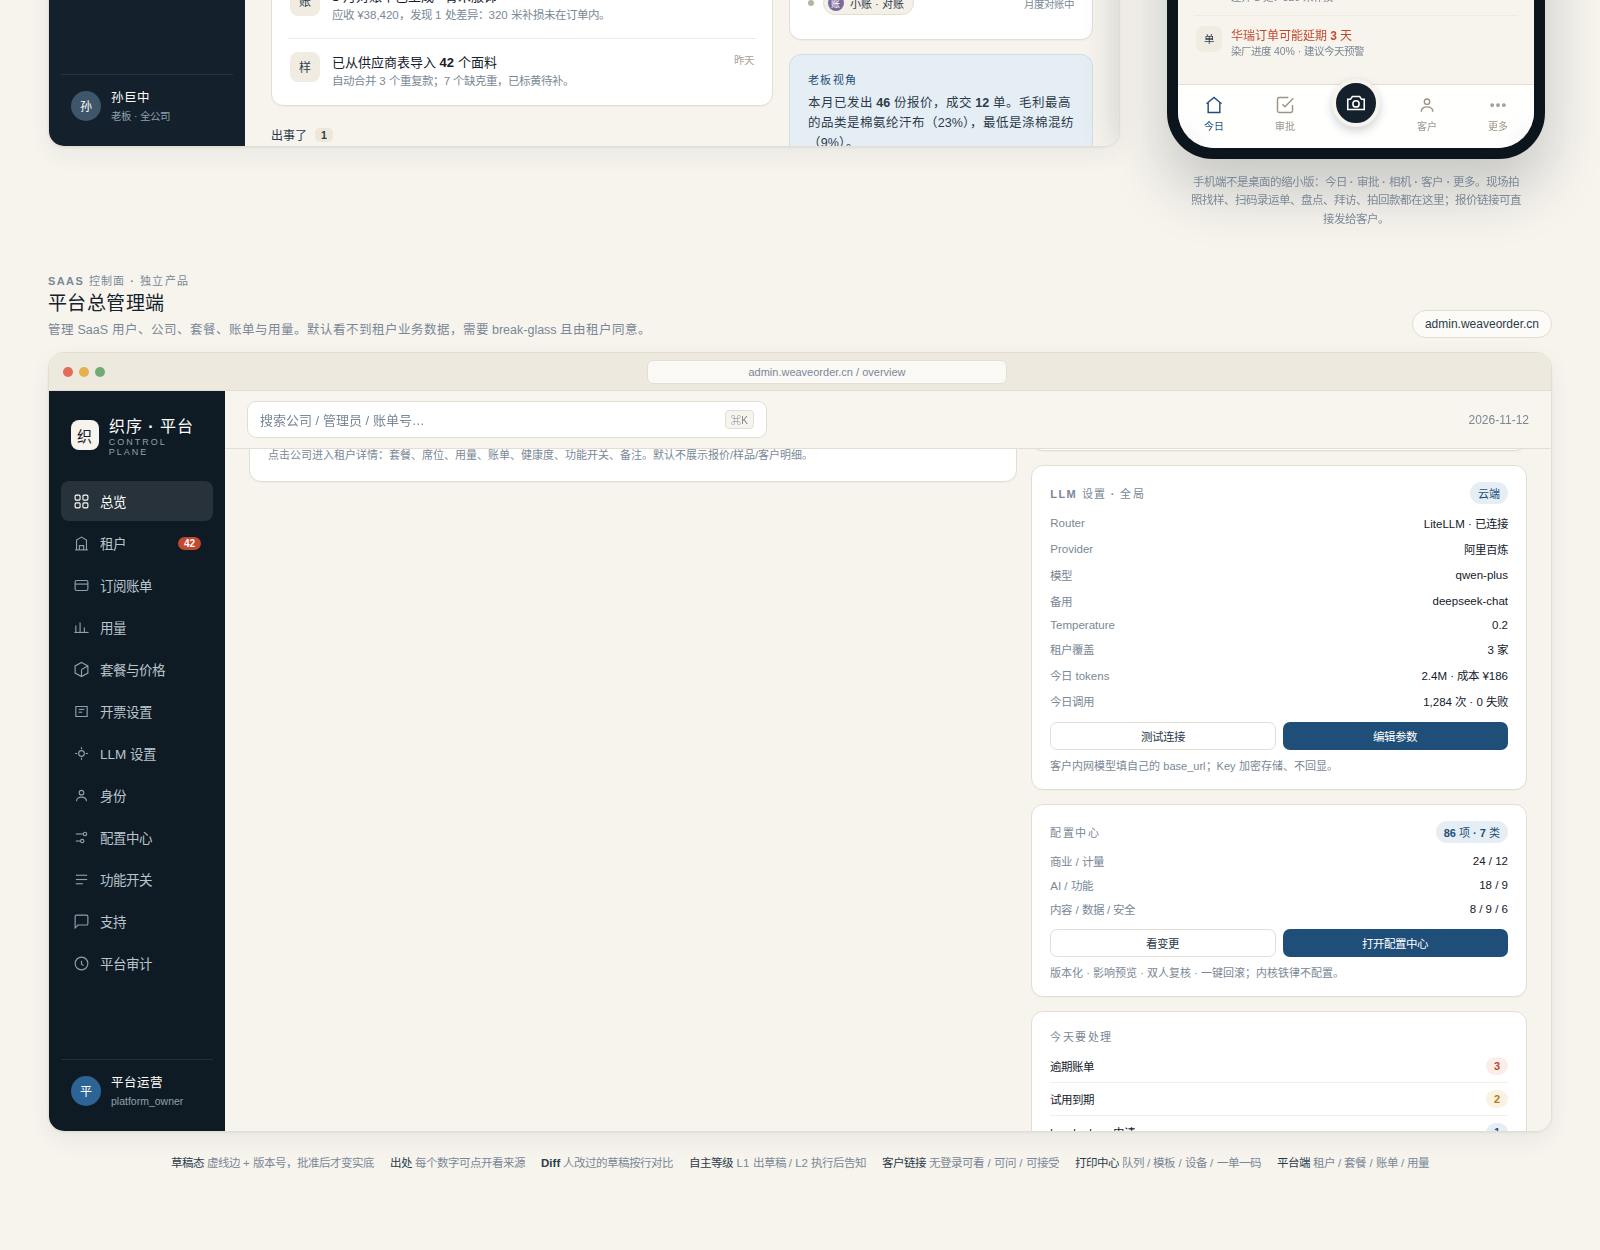 账
应收 ¥38,420，发现 1 处差异：320 米补损未在订单内。
样
已从供应商表导入 42 个面料
昨天
自动合并 3 个重复款；7 个缺克重，已标黄待补。
出事了 1
孙
孙巨中
老板 · 全公司
账
小账 · 对账
月度对账中
老板视角
本月已发出 46 份报价，成交 12 单。毛利最高
的品类是棉氨纶汗布（23%），最低是涤棉混纺
（9%）。
单
华瑞订单可能延期 3 天
染厂进度 40% · 建议今天预警
今日
审批
客户
更多
手机端不是桌面的缩小版：今日 · 审批 · 相机 · 客户 · 更多。现场拍
照找样、扫码录运单、盘点、拜访、拍回款都在这里；报价链接可直
接发给客户。
SAAS 控制面 · 独立产品
平台总管理端
管理 SaaS 用户、公司、套餐、账单与用量。默认看不到租户业务数据，需要 break-glass 且由租户同意。
admin.weaveorder.cn
admin.weaveorder.cn / overview
织
织序 · 平台
CONTROL
PLANE
搜索公司 / 管理员 / 账单号…
⌘K
2026-11-12
总览
租户 42
订阅账单
用量
套餐与价格
开票设置
LLM 设置
身份
配置中心
功能开关
支持
平台审计
平
平台运营
platform_owner
点击公司进入租户详情：套餐、席位、用量、账单、健康度、功能开关、备注。默认不展示报价/样品/客户明细。
LLM 设置 · 全局
云端
Router LiteLLM · 已连接
Provider 阿里百炼
模型 qwen-plus
备用 deepseek-chat
Temperature 0.2
租户覆盖 3 家
今日 tokens 2.4M · 成本 ¥186
今日调用 1,284 次 · 0 失败
测试连接
编辑参数
客户内网模型填自己的 base_url；Key 加密存储、不回显。
配置中心
86 项 · 7 类
商业 / 计量 24 / 12
AI / 功能 18 / 9
内容 / 数据 / 安全 8 / 9 / 6
看变更
打开配置中心
版本化 · 影响预览 · 双人复核 · 一键回滚；内核铁律不配置。
今天要处理
逾期账单 3
试用到期 2
草稿态 虚线边 + 版本号，批准后才变实底 出处 每个数字可点开看来源 Diff 人改过的草稿按行对比 自主等级 L1 出草稿 / L2 执行后告知 客户链接 无登录可看 / 可问 / 可接受 打印中心 队列 / 模板 / 设备 / 一单一码 平台端 租户 / 套餐 / 账单 / 用量